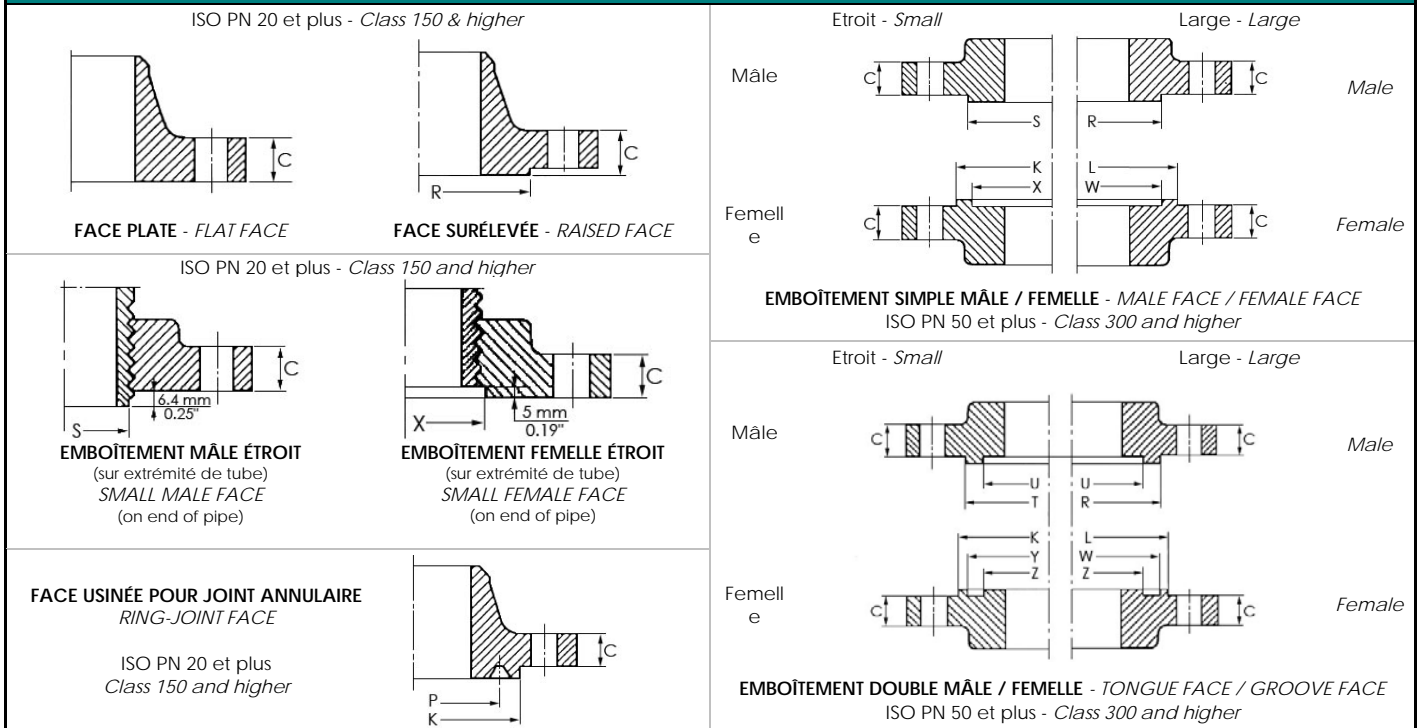 ISO PN 20 et plus - Class 150 & higher
C
C
R
FACE PLATE - FLAT FACE
FACE SURÉLEVÉE - RAISED FACE
ISO PN 20 et plus - Class 150 and higher
C
6.4 mm
0.25"
S
C
5 mm
0.19"
X
EMBOÎTEMENT MÂLE ÉTROIT
(sur extrémité de tube)
SMALL MALE FACE
(on end of pipe)
EMBOÎTEMENT FEMELLE ÉTROIT
(sur extrémité de tube)
SMALL FEMALE FACE
(on end of pipe)
FACE USINÉE POUR JOINT ANNULAIRE
RING-JOINT FACE
ISO PN 20 et plus
Class 150 and higher
C
P
K
Etroit - Small
Large - Large
Mâle
C
C
Male
S R
K L
X W
Femell
e
C
C
Female
EMBOÎTEMENT SIMPLE MÂLE / FEMELLE - MALE FACE / FEMALE FACE
ISO PN 50 et plus - Class 300 and higher
Etroit - Small
Large - Large
Mâle
C
C
Male
U U
T R
K L
Y W
Z Z
Femell
e
C
C
Female
EMBOÎTEMENT DOUBLE MÂLE / FEMELLE - TONGUE FACE / GROOVE FACE
ISO PN 50 et plus - Class 300 and higher